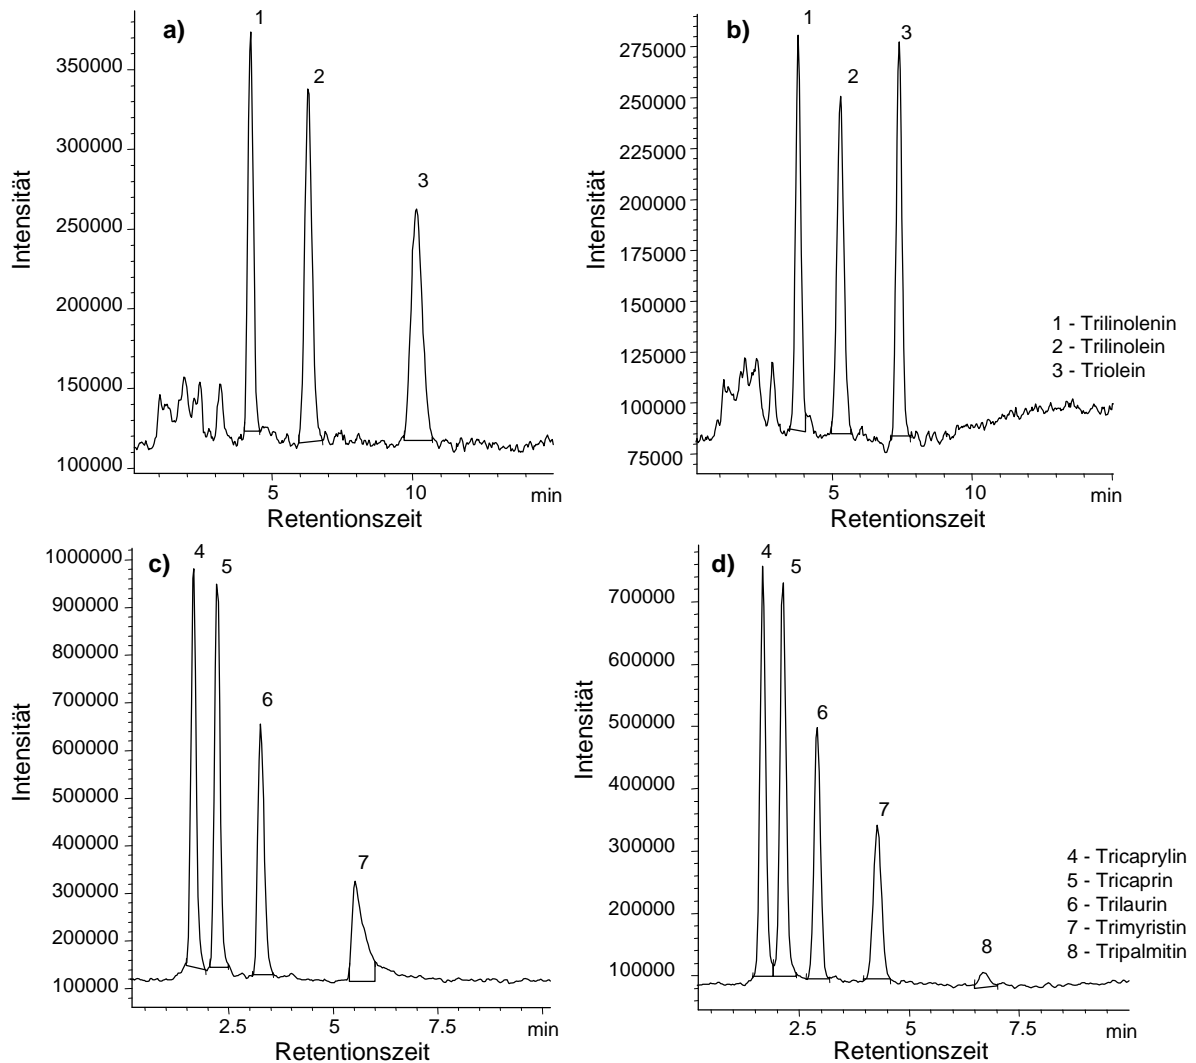 a)
1
2
3
350000
300000
250000
200000
150000
100000
Intensität
5
10
min
Retentionszeit
b)
1
2
3
275000
250000
225000
200000
175000
150000
125000
100000
75000
Intensität
5
10
min
Retentionszeit
1 - Trilinolenin
2 - Trilinolein
3 - Triolein
c)
4
5
6
7
1000000
900000
800000
700000
600000
500000
400000
300000
200000
100000
Intensität
2.5
5
7.5
min
Retentionszeit
d)
4
5
6
7
8
700000
600000
500000
400000
300000
200000
100000
Intensität
2.5
5
7.5
min
Retentionszeit
4 - Tricaprylin
5 - Tricaprin
6 - Trilaurin
7 - Trimyristin
8 - Tripalmitin